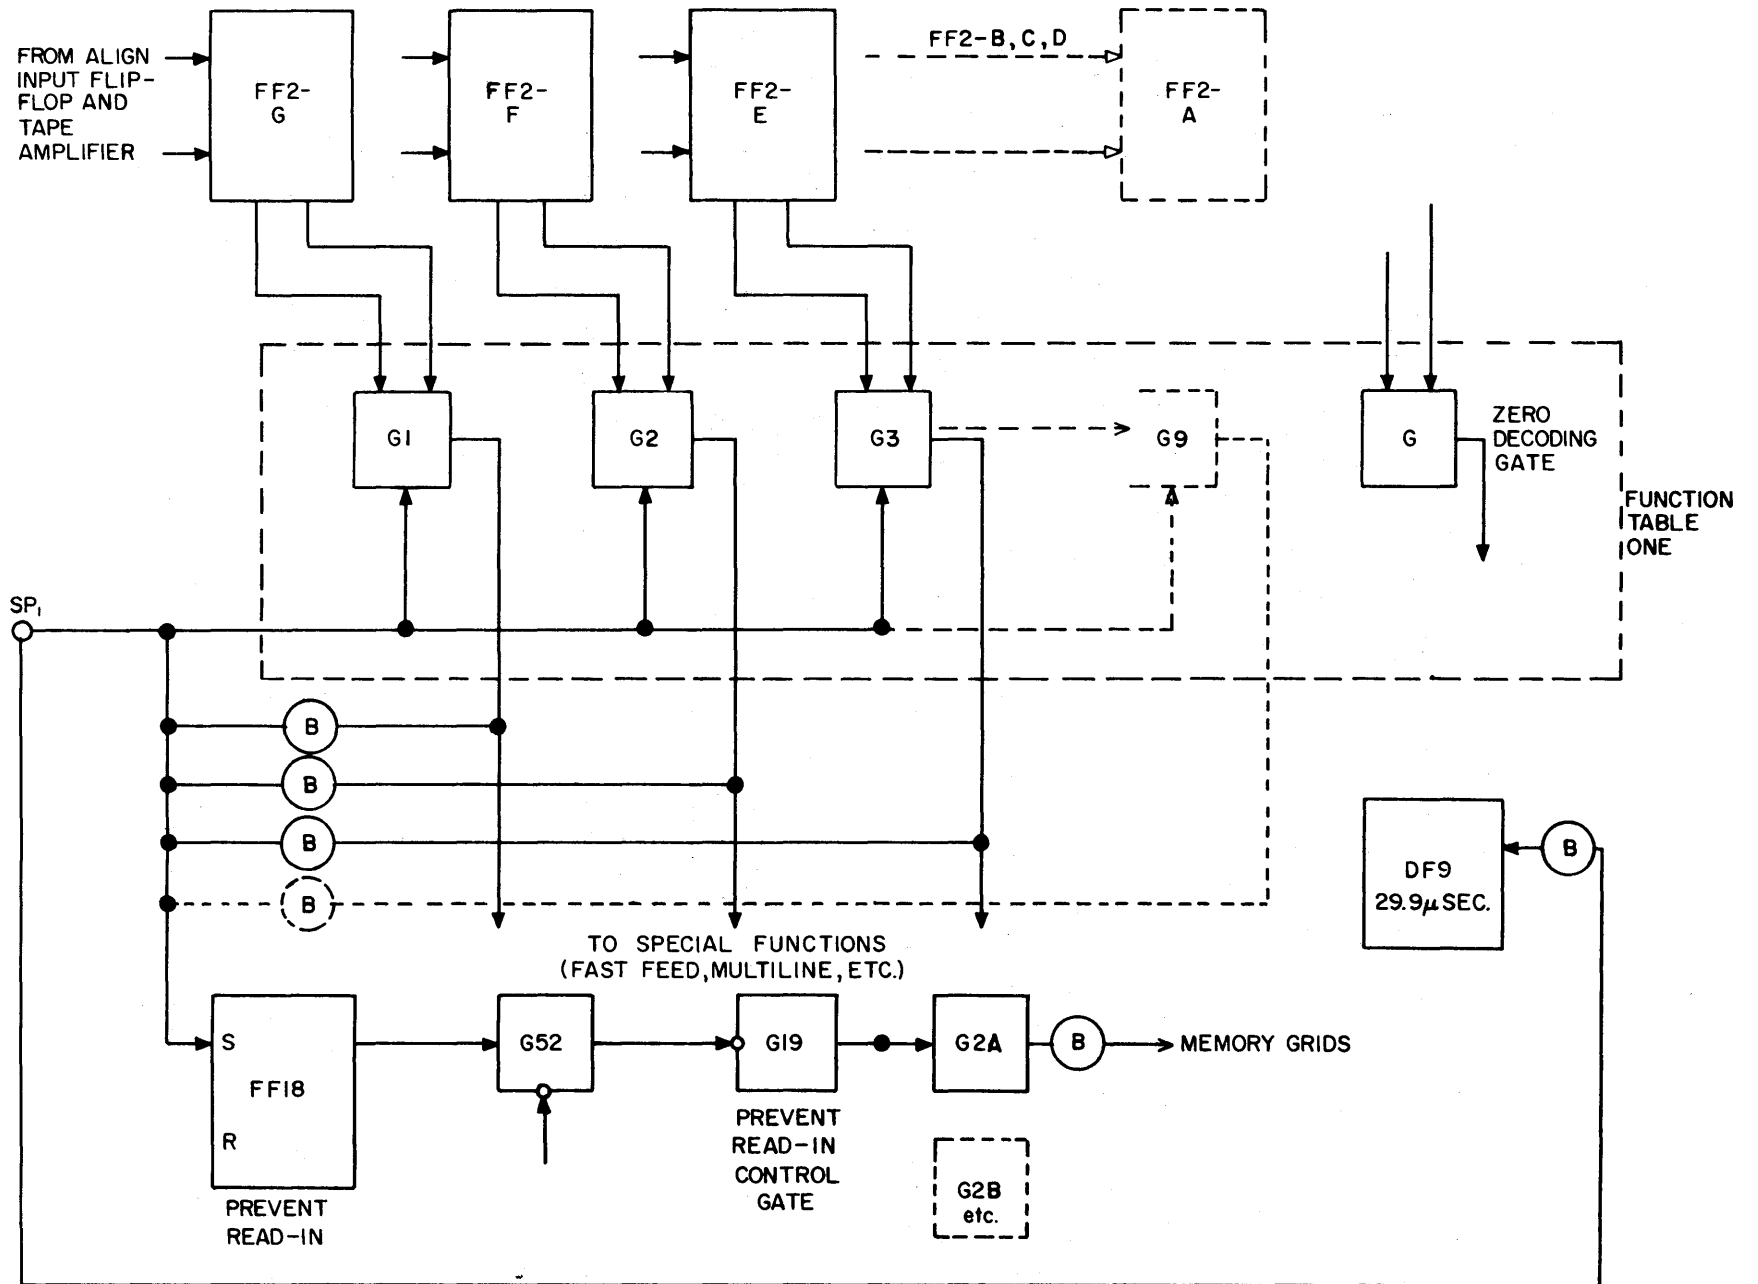 FROM ALIGN
INPUT FLIP-
FLOP AND
TAPE
AMPLIFIER
FF2-
G
FF2-
F
FF2-
E
FF2-B, C, D
FF2-
A
G1
G2
G3
G9
G
ZERO
DECODING
GATE
FUNCTION
TABLE
ONE
SP₁
B
B
B
B
DF9
29.9μ SEC.
B
TO SPECIAL FUNCTIONS
(FAST FEED, MULTILINE, ETC.)
S
FF18
R
PREVENT
READ-IN
G52
G19
PREVENT
READ-IN
CONTROL
GATE
G2A
B
MEMORY GRIDS
G2B
etc.